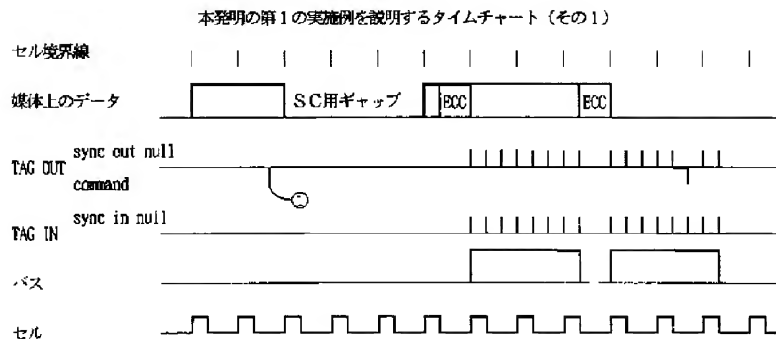 本発明の第1の実施例を説明するタイムチャート（その1）
セル境界線
媒体上のデータ
SC用ギャップ
ECC
ECC
sync out null
TAG OUT
command
sync in null
TAG IN
バス
セル